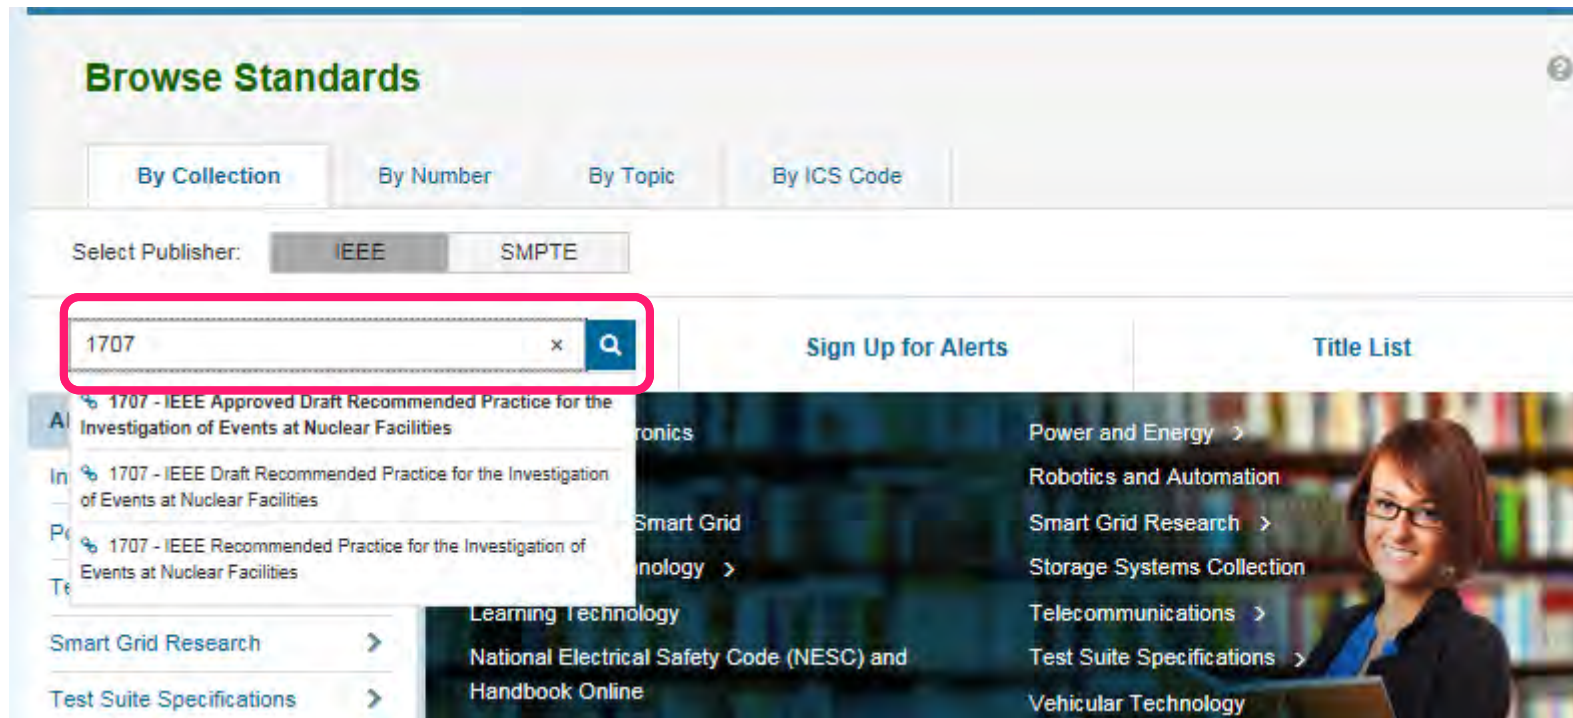 Browse Standards
By Collection
By Number
By Topic
By ICS Code
Select Publisher:
IEEE
SMPTE
1707
×
Sign Up for Alerts
Title List
1707 - IEEE Approved Draft Recommended Practice for the
Investigation of Events at Nuclear Facilities
1707 - IEEE Draft Recommended Practice for the Investigation
of Events at Nuclear Facilities
1707 - IEEE Recommended Practice for the Investigation of
Events at Nuclear Facilities
Smart Grid Research
Test Suite Specifications
Smart Grid
Learning Technology
National Electrical Safety Code (NESC) and
Handbook Online
Power and Energy >
Robotics and Automation
Smart Grid Research >
Storage Systems Collection
Telecommunications >
Test Suite Specifications >
Vehicular Technology